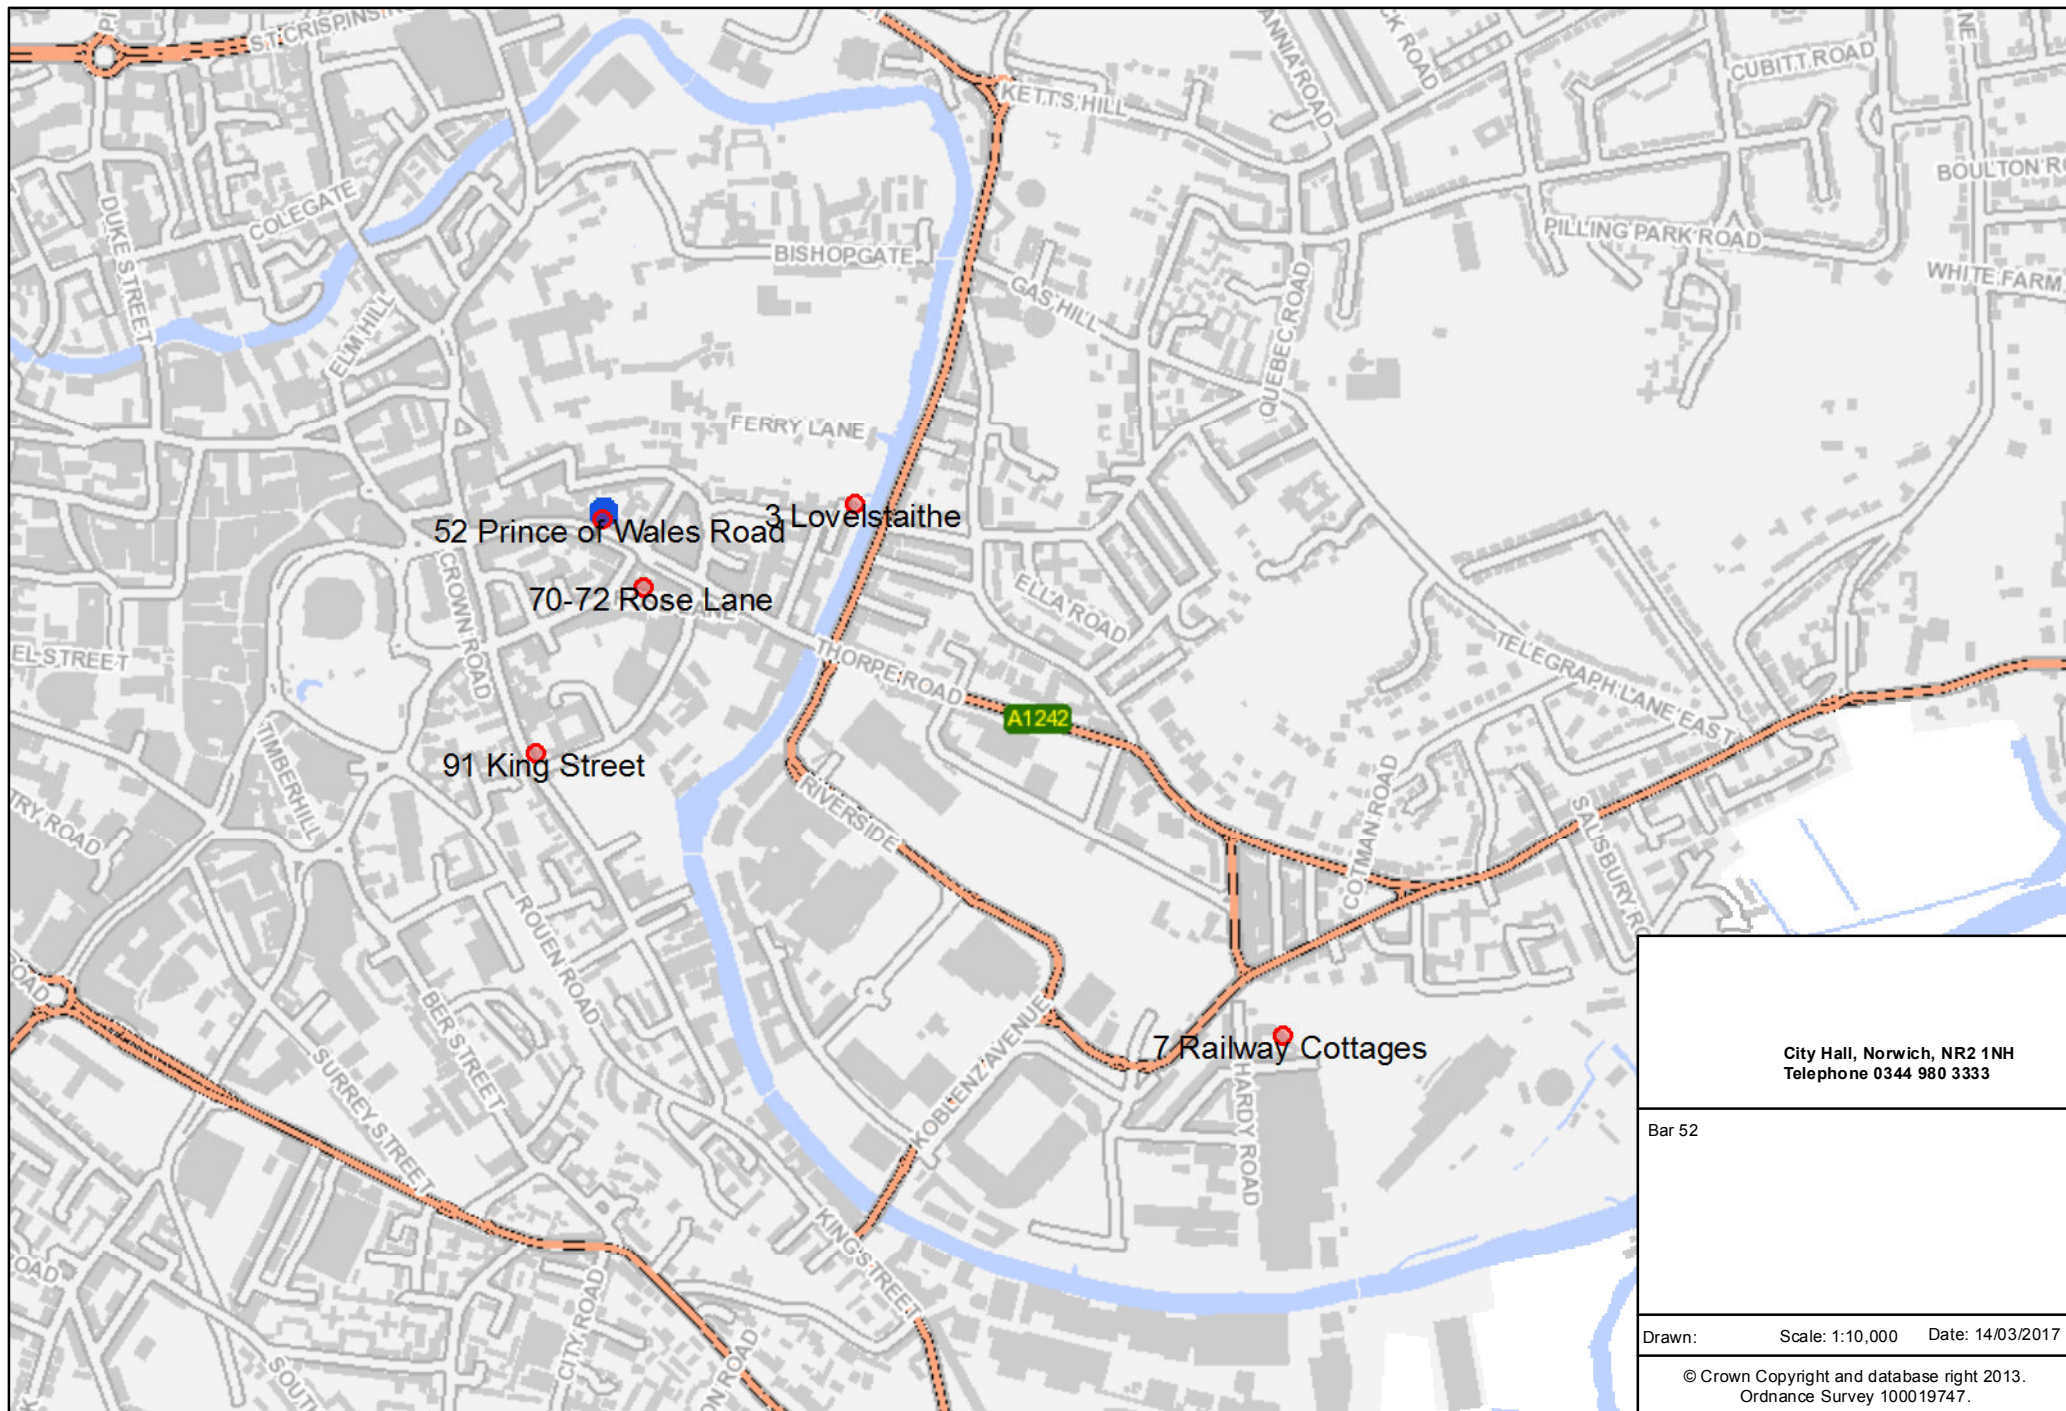 ST CRISPINS
KETTS HILL
CUBITT ROAD
BOULTON
DUKE STREET
COLEGATE
PILLING PARK ROAD
BISHOPGATE
WHITE FARM
GAS HILL
QUEBEC ROAD
ELM HILL
FERRY LANE
52 Prince of Wales Road
3 Lovelstaithe
CROWN ROAD
70-72 Rose Lane
LANE
ELLA ROAD
THORPE ROAD
TELEGRAPH LANE EAST
A1242
TIMBERHILL
91 King Street
RIVERSIDE
COTMAN ROAD
SALISBURY
ROUEN ROAD
BER STREET
SURREY STREET
KOBLENZ AVENUE
7 Railway Cottages
HARDY ROAD
KING STREET
CITY ROAD
City Hall, Norwich, NR2 1NH
Telephone 0344 980 3333
Bar 52
Drawn: Scale: 1:10,000 Date: 14/03/2017
© Crown Copyright and database right 2013.
Ordnance Survey 100019747.